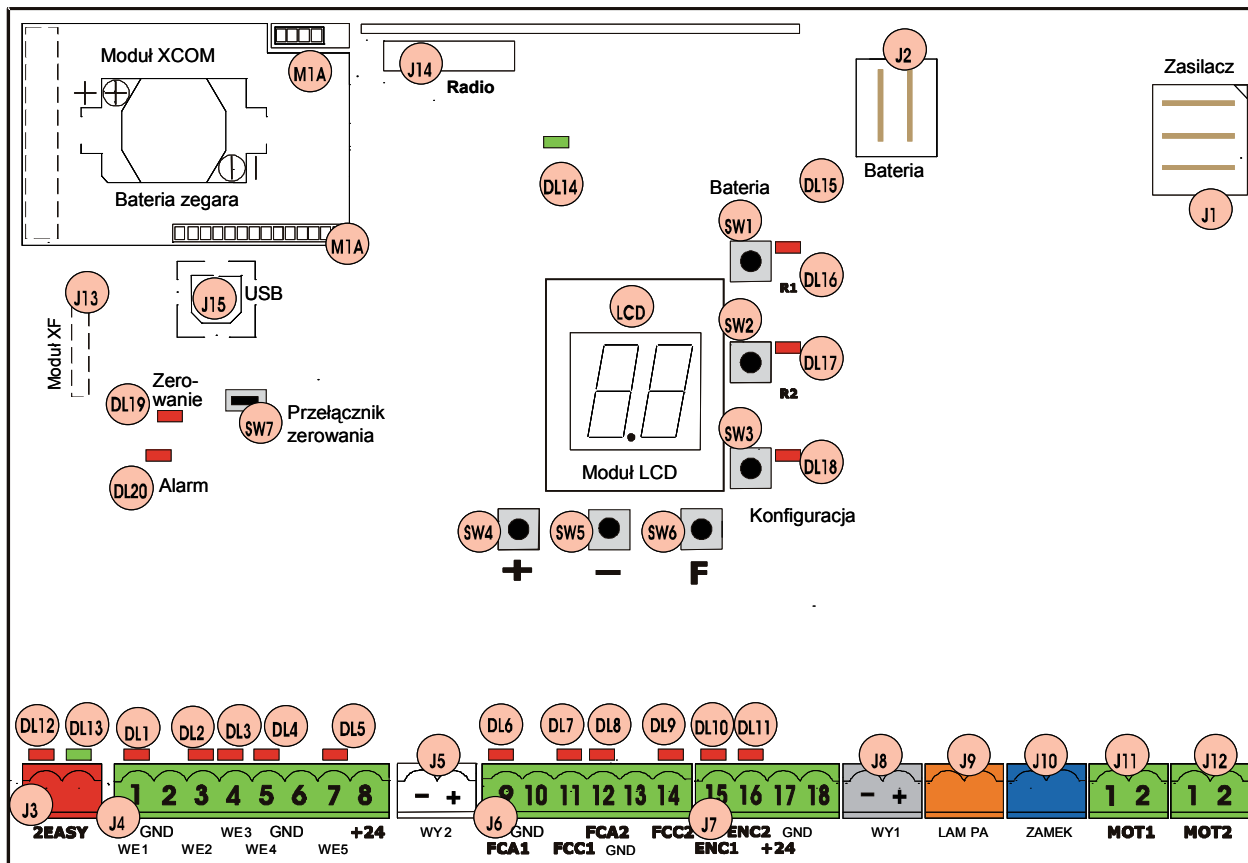 Moduł XCOM
M1A
J14
Radio
J2
Zasilacz
+
Bateria zegara
DL14
Bateria
DL15
Bateria
J1
SW1
M1A
J13
J15
USB
R1
DL16
LCD
SW2
Moduł XF
DL17
R2
DL19
Zero-
wanie
SW7
Przełącznik
zerowania
SW3
DL20
Alarm
Moduł LCD
DL18
Konfiguracja
SW4
SW5
SW6
+
−
F
DL12
DL13
DL1
DL2
DL3
DL4
DL5
DL6
DL7
DL8
DL9
DL10
DL11
J5
J8
J9
J10
J11
J12
J3
J4
1 2 3 4 5 6 7 8
− +
J6
9 10 11 12 13 14
J7
15 16 17 18
− +
1 2
1 2
2EASY
GND
WE3
GND
+24
WY2
GND
FCA2
FCC2
ENC2
GND
WY1
LAM PA
ZAMEK
MOT1
MOT2
WE1
WE2
WE4
WE5
FCA1
FCC1
GND
ENC1
+24